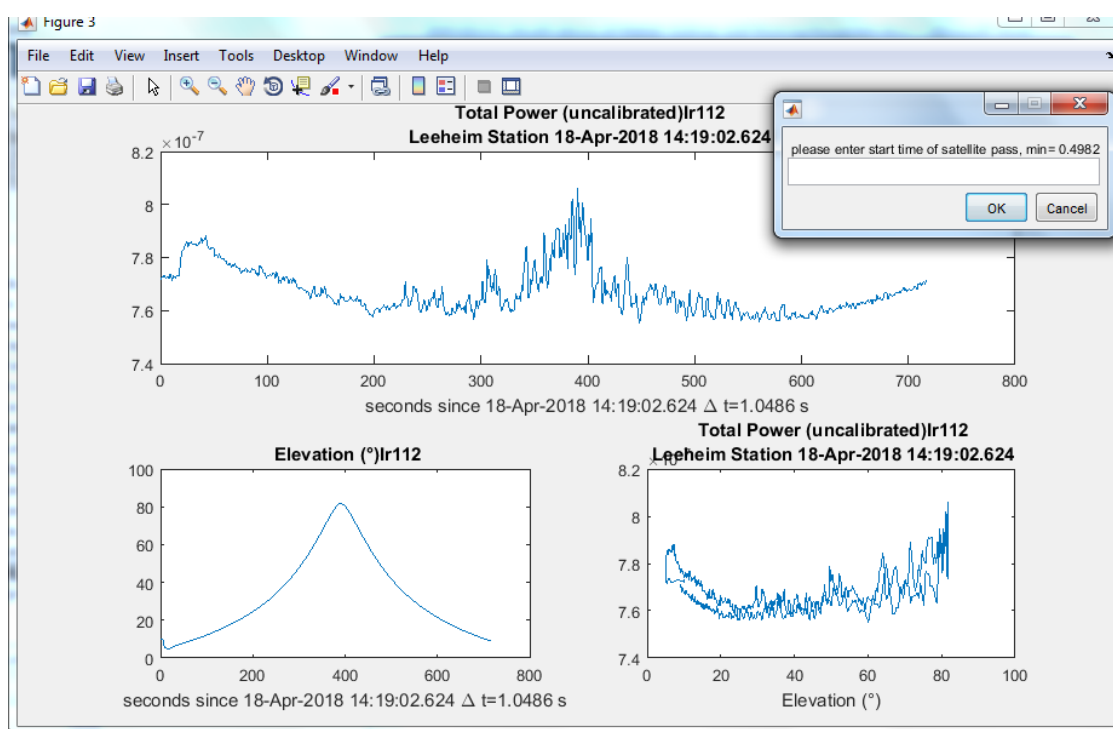 Figure 3
File Edit View Insert Tools Desktop Window Help
Total Power (uncalibrated)Ir112
Leeheim Station 18-Apr-2018 14:19:02.624
×10^-7
8.2
8
7.8
7.6
7.4
0 100 200 300 400 500 600 700 800
seconds since 18-Apr-2018 14:19:02.624 Δ t=1.0486 s
please enter start time of satellite pass, min= 0.4982
OK Cancel
Elevation (°)Ir112
100
80
60
40
20
0
0 200 400 600 800
seconds since 18-Apr-2018 14:19:02.624 Δ t=1.0486 s
Total Power (uncalibrated)Ir112
Leeheim Station 18-Apr-2018 14:19:02.624
8.2
8
7.8
7.6
7.4
0 20 40 60 80 100
Elevation (°)